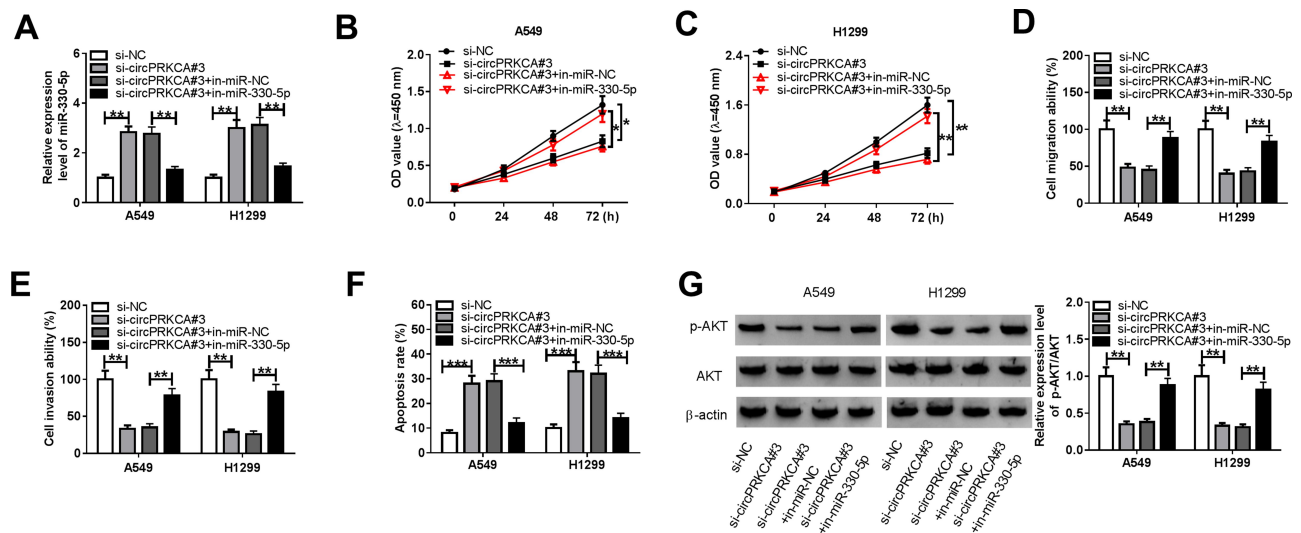 A
si-NC
si-circPRKCA#3
si-circPRKCA#3+in-miR-NC
si-circPRKCA#3+in-miR-330-5p
Relative expression
level of miR-330-5p
8
6
4
2
0
** ** ** **
A549 H1299
B
A549
si-NC
si-circPRKCA#3
si-circPRKCA#3+in-miR-NC
si-circPRKCA#3+in-miR-330-5p
OD value (λ=450 nm)
2.0
1.5
1.0
0.5
0.0
* *
0 24 48 72 (h)
C
H1299
si-NC
si-circPRKCA#3
si-circPRKCA#3+in-miR-NC
si-circPRKCA#3+in-miR-330-5p
OD value (λ=450 nm)
2.4
1.6
0.8
0.0
** **
0 24 48 72 (h)
D
si-NC
si-circPRKCA#3
si-circPRKCA#3+in-miR-NC
si-circPRKCA#3+in-miR-330-5p
Cell migration ability (%)
200
150
100
50
0
** ** ** **
A549 H1299
E
si-NC
si-circPRKCA#3
si-circPRKCA#3+in-miR-NC
si-circPRKCA#3+in-miR-330-5p
Cell invasion ability (%)
200
150
100
50
0
** ** ** **
A549 H1299
F
si-NC
si-circPRKCA#3
si-circPRKCA#3+in-miR-NC
si-circPRKCA#3+in-miR-330-5p
Apoptosis rate (%)
60
50
40
30
20
10
0
*** *** *** ***
A549 H1299
G
A549 H1299
p-AKT
AKT
β-actin
si-NC
si-circPRKCA#3
si-circPRKCA#3
+in-miR-NC
si-circPRKCA#3
+in-miR-330-5p
si-NC
si-circPRKCA#3
si-circPRKCA#3
+in-miR-NC
si-circPRKCA#3
+in-miR-330-5p
si-NC
si-circPRKCA#3
si-circPRKCA#3+in-miR-NC
si-circPRKCA#3+in-miR-330-5p
Relative expression level
of p-AKT/AKT
2.0
1.5
1.0
0.5
0.0
** ** ** **
A549 H1299